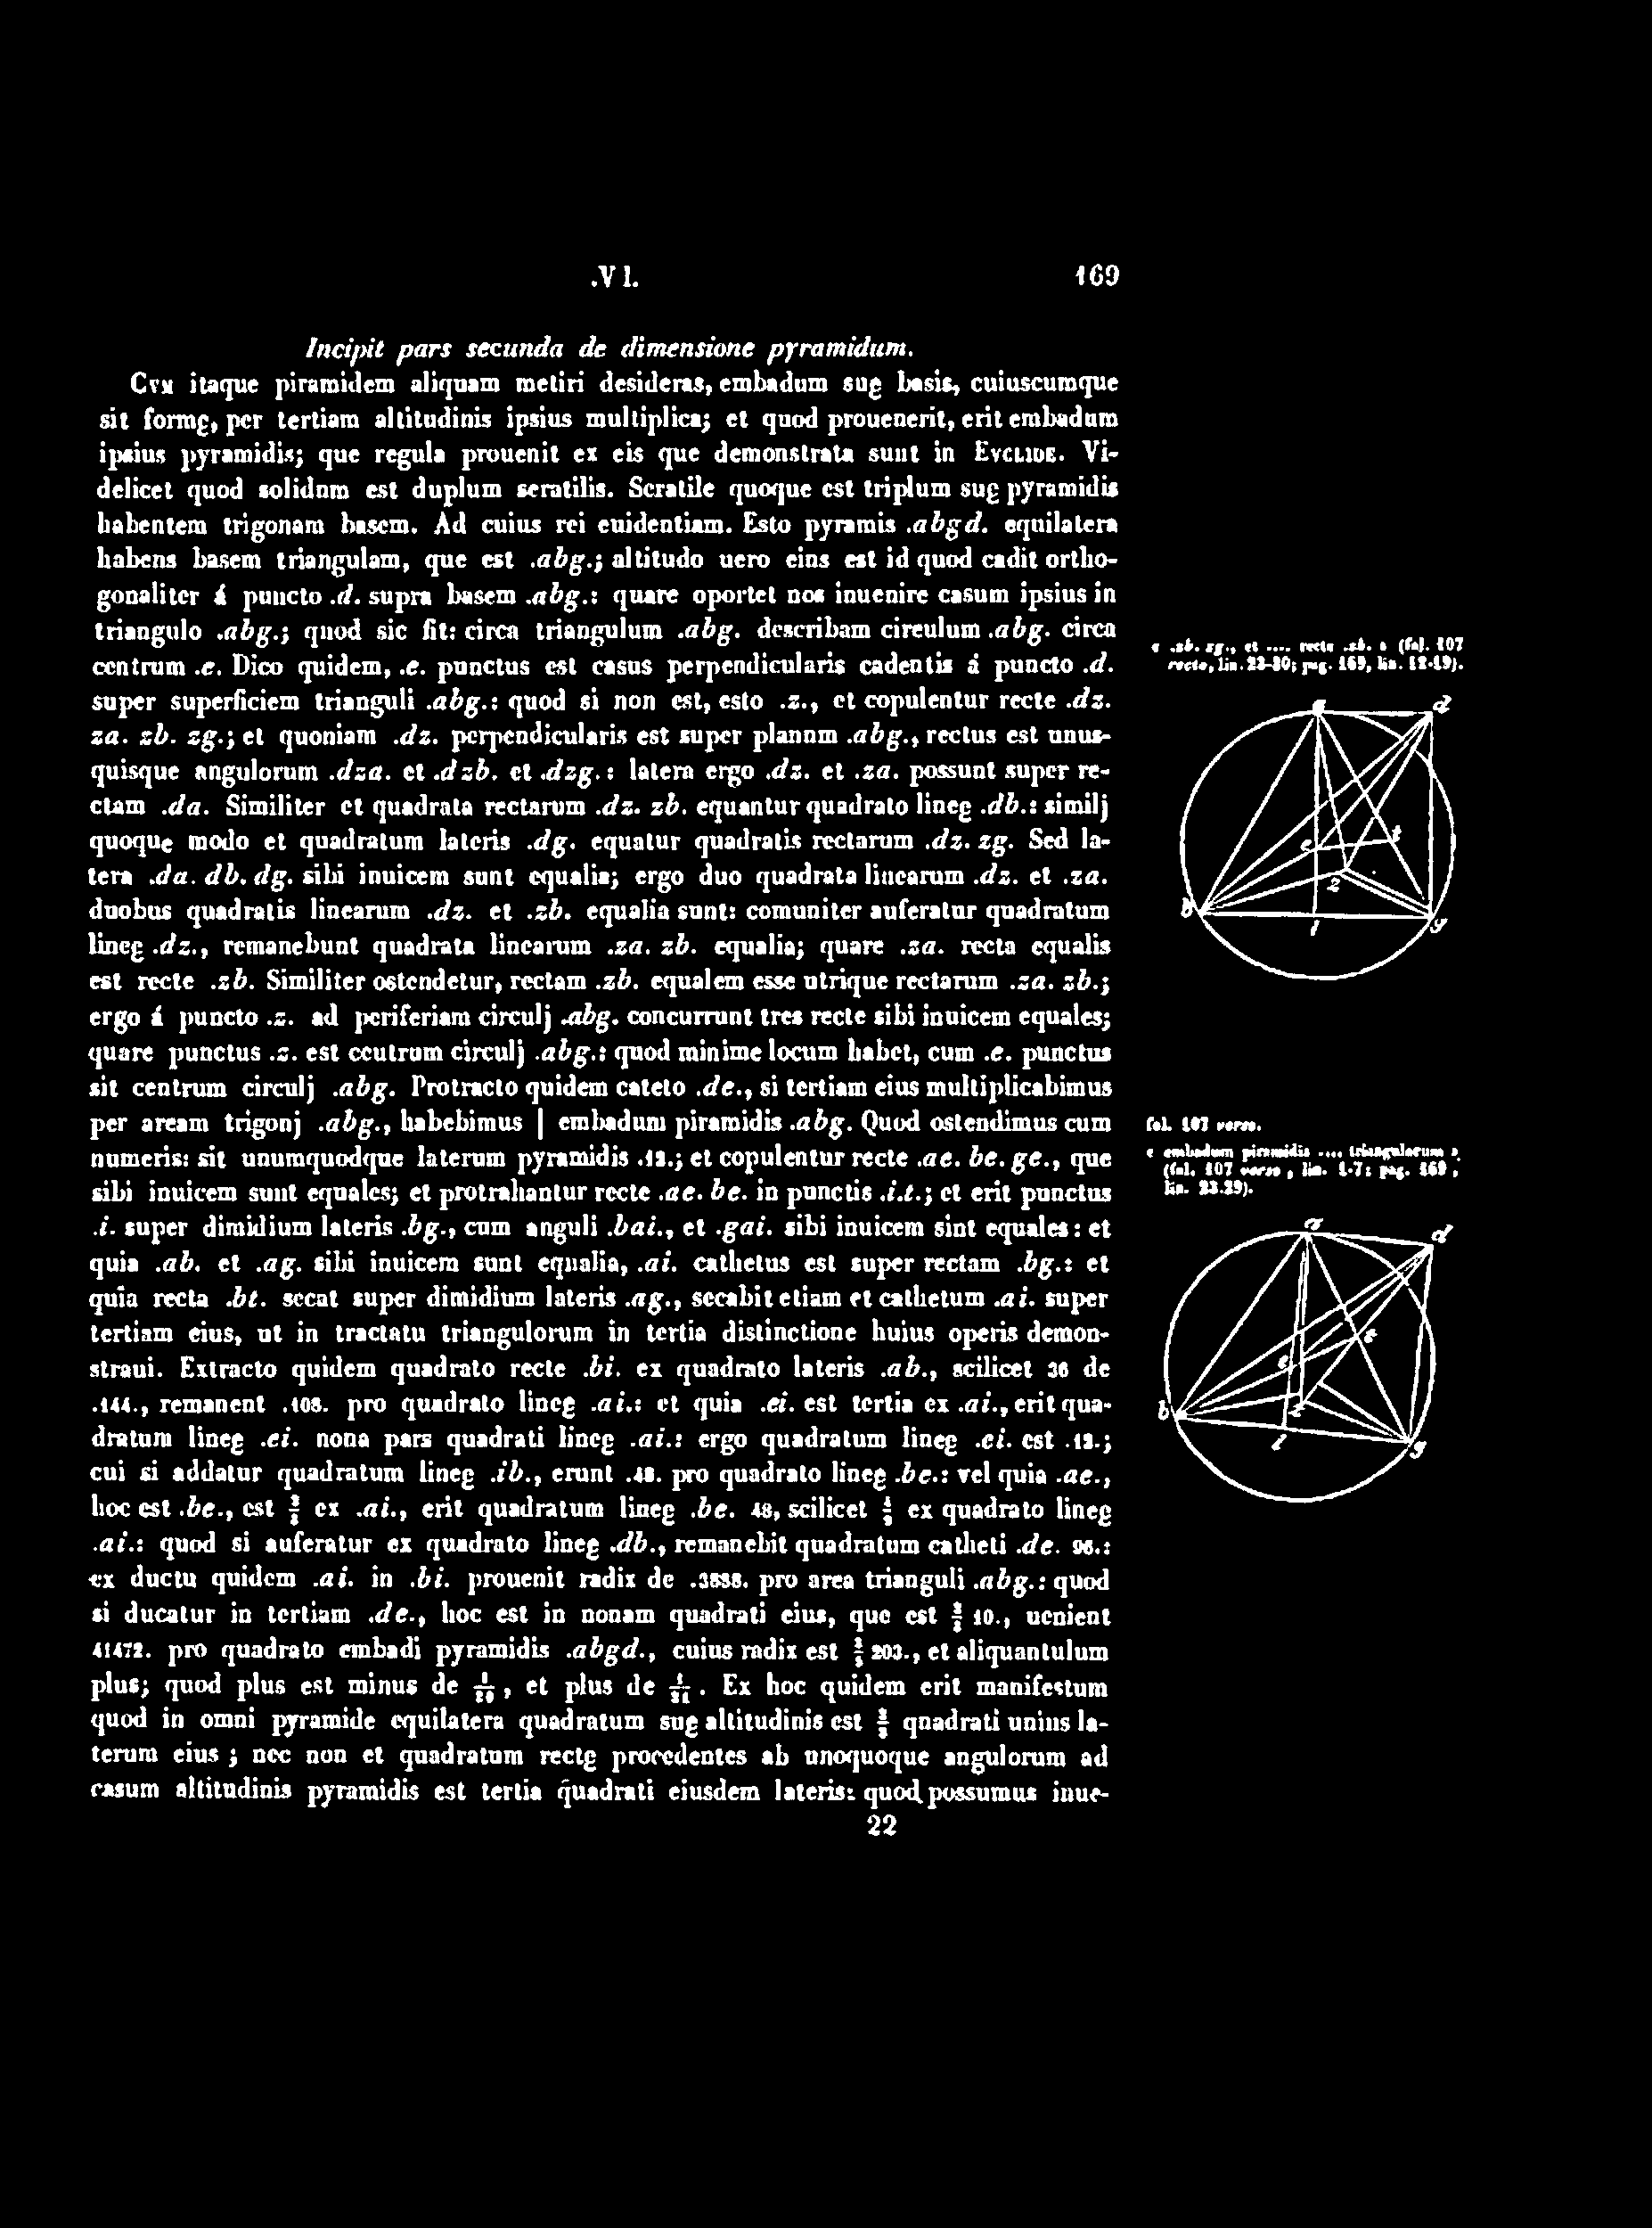 .VI. 169
Incipit pars secunda de dimensione pyramidum.
CVM itaque piramidem aliquam metiri desideras, embadum suę basis, cuiuscumque
sit formę, per tertiam altitudinis ipsius multiplica; et quod prouenerit, erit embadum
ipsius pyramidis; que regula prouenit ex eis que demonstrata sunt in EVCLIDE. Vi-
delicet quod solidum est duplum seratilis. Seratile quoque est triplum suę pyramidis
habentem trigonam basem. Ad cuius rei euidentiam. Esto pyramis .abgd. equilatera
habens basem triangulam, que est .abg.; altitudo uero eius est id quod cadit ortho-
gonaliter á puncto .d. supra basem .abg.: quare oportet nos inuenire casum ipsius in
triangulo .abg.; quod sic fit: circa triangulum .abg. describam circulum .abg. circa
centrum .e. Dico quidem, .e. punctus est casus perpendicularis cadentis á puncto .d.
super superficiem trianguli .abg.: quod si non est, esto .z., et copulentur recte .dz.
za. zb. zg.; et quoniam .dz. perpendicularis est super planum .abg., rectus est unus-
quisque angulorum .dza. et .dzb. et .dzg.: latera ergo .dz. et .za. possunt super re-
ctam .da. Similiter et quadrata rectarum .dz. zb. equantur quadrato lineę .db.: similj
quoque modo et quadratum lateris .dg. equatur quadratis rectarum .dz. zg. Sed la-
tera .da. db. dg. sibi inuicem sunt equalia; ergo duo quadrata linearum .dz. et .za.
duobus quadratis linearum .dz. et .zb. equalia sunt: comuniter auferatur quadratum
lineę .dz., remanebunt quadrata linearum .za. zb. equalia; quare .za. recta equalis
est recte .zb. Similiter ostendetur, rectam .zb. equalem esse utrique rectarum .za. zb.;
ergo á puncto .z. ad periferiam circulj .abg. concurrunt tres recte sibi inuicem equales;
quare punctus .z. est centrum circulj .abg.: quod minime locum habet, cum .e. punctus
sit centrum circulj .abg. Protracto quidem cateto .de., si tertiam eius multiplicabimus
per aream trigonj .abg., habebimus | embadum piramidis .abg. Quod ostendimus cum
numeris: sit unumquodque laterum pyramidis .12.; et copulentur recte .ae. be. ge., que
sibi inuicem sunt equales; et protrahantur recte .ae. be. in punctis .i.t.; et erit punctus
.i. super dimidium lateris .bg., cum anguli .bai., et .gai. sibi inuicem sint equales: et
quia .ab. et .ag. sibi inuicem sunt equalia, .ai. cathetus est super rectam .bg.: et
quia recta .bt. secat super dimidium lateris .ag., secabit etiam et cathetum .ai. super
tertiam eius, ut in tractatu triangulorum in tertia distinctione huius operis demon-
straui. Extracto quidem quadrato recte .bi. ex quadrato lateris .ab., scilicet 36 de
.144., remanent .108. pro quadrato lineę .ai.: et quia .ei. est tertia ex .ai., erit qua-
dratum lineę .ei. nona pars quadrati lineę .ai.: ergo quadratum lineę .ei. est .12.;
cui si addatur quadratum lineę .ib., erunt .48. pro quadrato lineę .be.: vel quia .ae.,
hoc est .be., est 2/3 ex .ai., erit quadratum lineę .be. 48, scilicet 4/9 ex quadrato lineę
.ai.: quod si auferatur ex quadrato lineę .db., remanebit quadratum catheti .de. 96.:
ex ductu quidem .ai. in .bi. prouenit radix de .3888. pro area trianguli .abg.: quod
si ducatur in tertiam .de., hoc est in nonam quadrati eius, que est 2/3 10., uenient
41472. pro quadrato embadi pyramidis .abgd., cuius radix est 3/5 203., et aliquantulum
plus; quod plus est minus de , et plus de . Ex hoc quidem erit manifestum
quod in omni pyramide equilatera quadratum suę altitudinis est 2/3 quadrati unius la-
terum eius ; nec non et quadratum rectę procedentes ab unoquoque angulorum ad
casum altitudinis pyramidis est tertia quadrati eiusdem lateris: quod possumus inue-
22
« .zb. zg., et .... recte .zb. » (fol. 107
recto, lin. 22-30; pag. 169, lin. 12-19).
a d e t z b i g
fol. 107 verso.
« embadum piramidis .... triangulorum »
(fol. 107 verso, lin. 1-7: pag. 169,
lin. 23-29).
a d e t z b i g